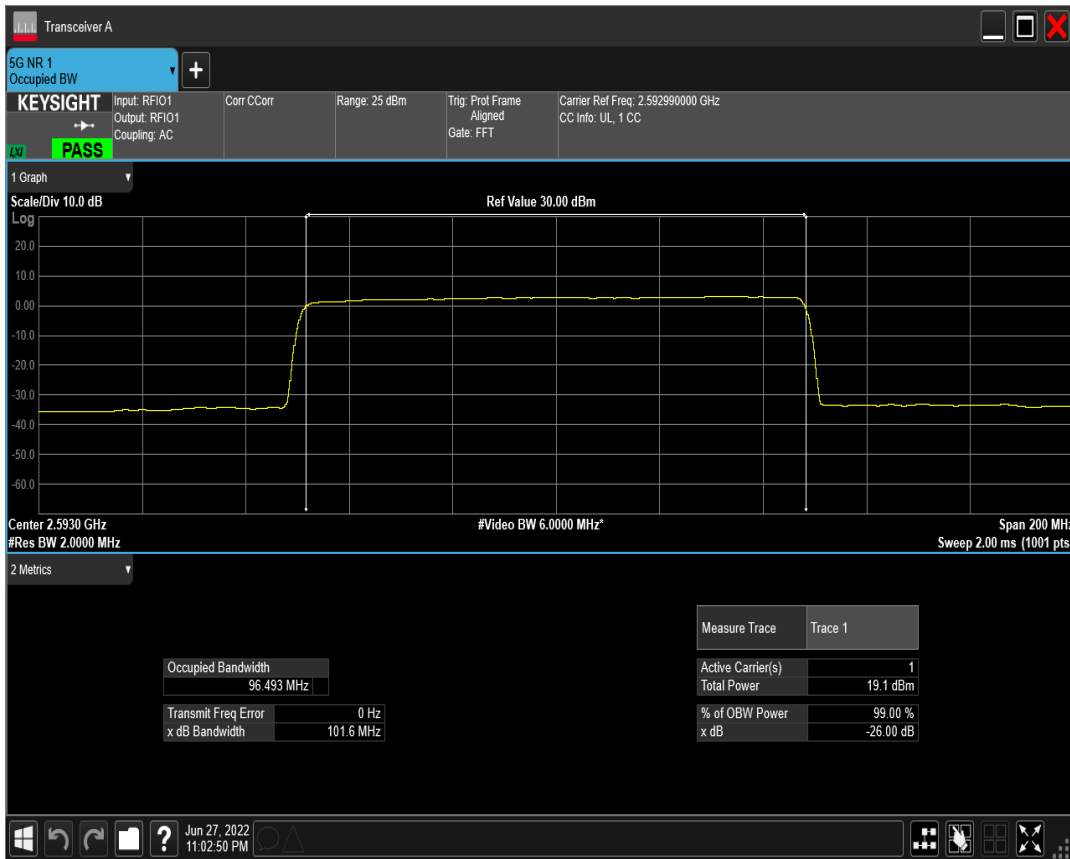 Transceiver A
5G NR 1
Occupied BW
KEYSIGHT
LXI
PASS
Input: RFIO1
Output: RFIO1
Coupling: AC
Corr CCorr
Range: 25 dBm
Trig: Prot Frame
Aligned
Gate: FFT
Carrier Ref Freq: 2.592990000 GHz
CC Info: UL, 1 CC
1 Graph
Scale/Div 10.0 dB
Ref Value 30.00 dBm
Log
20.0
10.0
0.00
-10.0
-20.0
-30.0
-40.0
-50.0
-60.0
Center 2.5930 GHz
#Video BW 6.0000 MHz*
Span 200 MHz
#Res BW 2.0000 MHz
Sweep 2.00 ms (1001 pts
2 Metrics
Measure Trace Trace 1
Occupied Bandwidth
96.493 MHz
Active Carrier(s) 1
Total Power 19.1 dBm
Transmit Freq Error 0 Hz
x dB Bandwidth 101.6 MHz
% of OBW Power 99.00 %
x dB -26.00 dB
?
Jun 27, 2022
11:02:50 PM